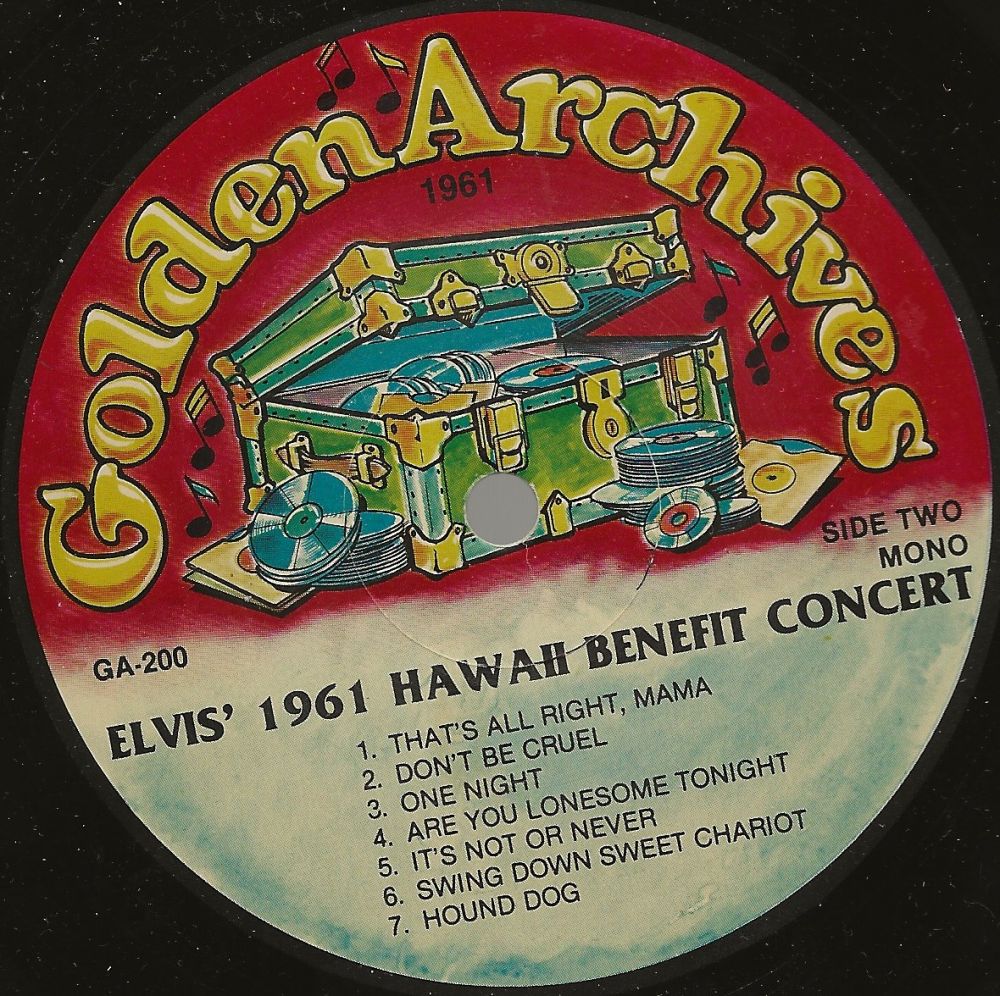 Golden Archives
1961
SIDE TWO
MONO
GA-200
ELVIS' 1961 HAWAII BENEFIT CONCERT
1. THAT'S ALL RIGHT, MAMA
2. DON'T BE CRUEL
3. ONE NIGHT
4. ARE YOU LONESOME TONIGHT
5. IT'S NOT OR NEVER
6. SWING DOWN SWEET CHARIOT
7. HOUND DOG